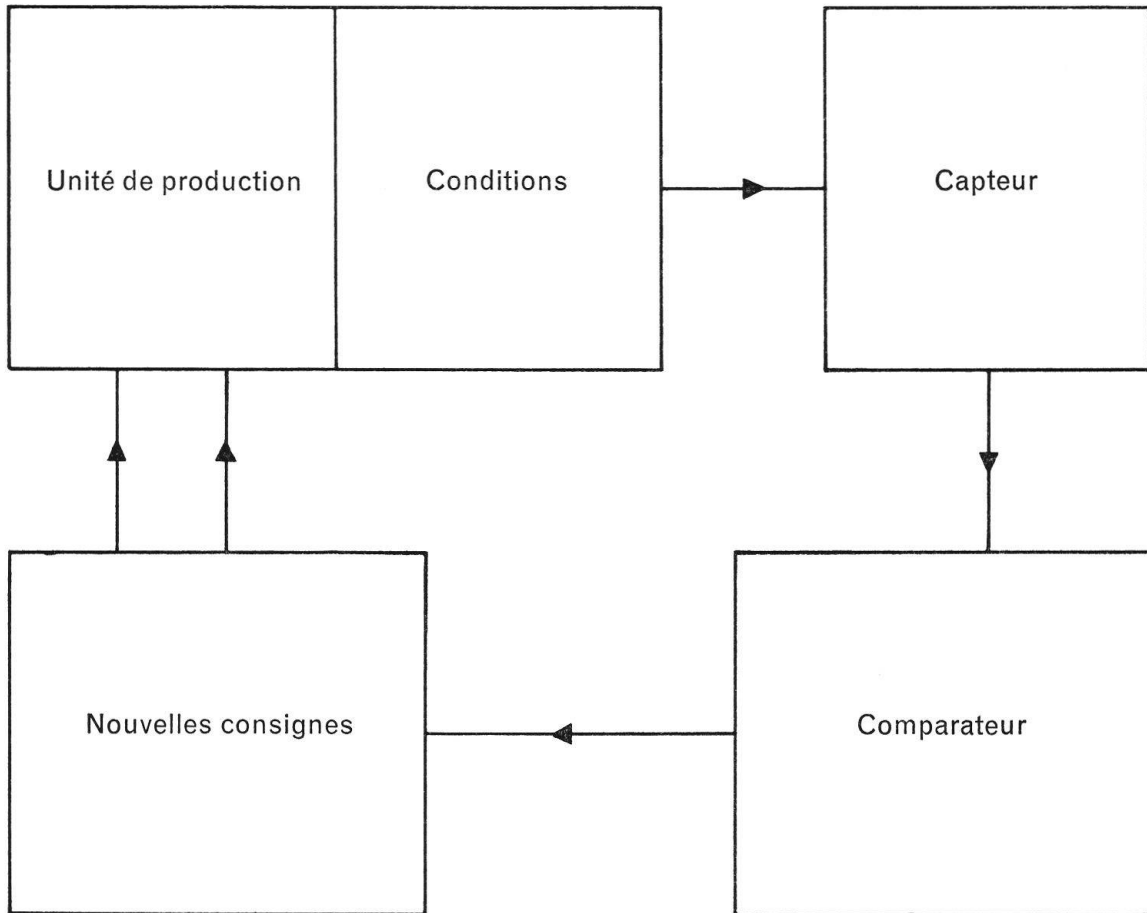 Unité de production
Conditions
Capteur
Nouvelles consignes
Comparateur